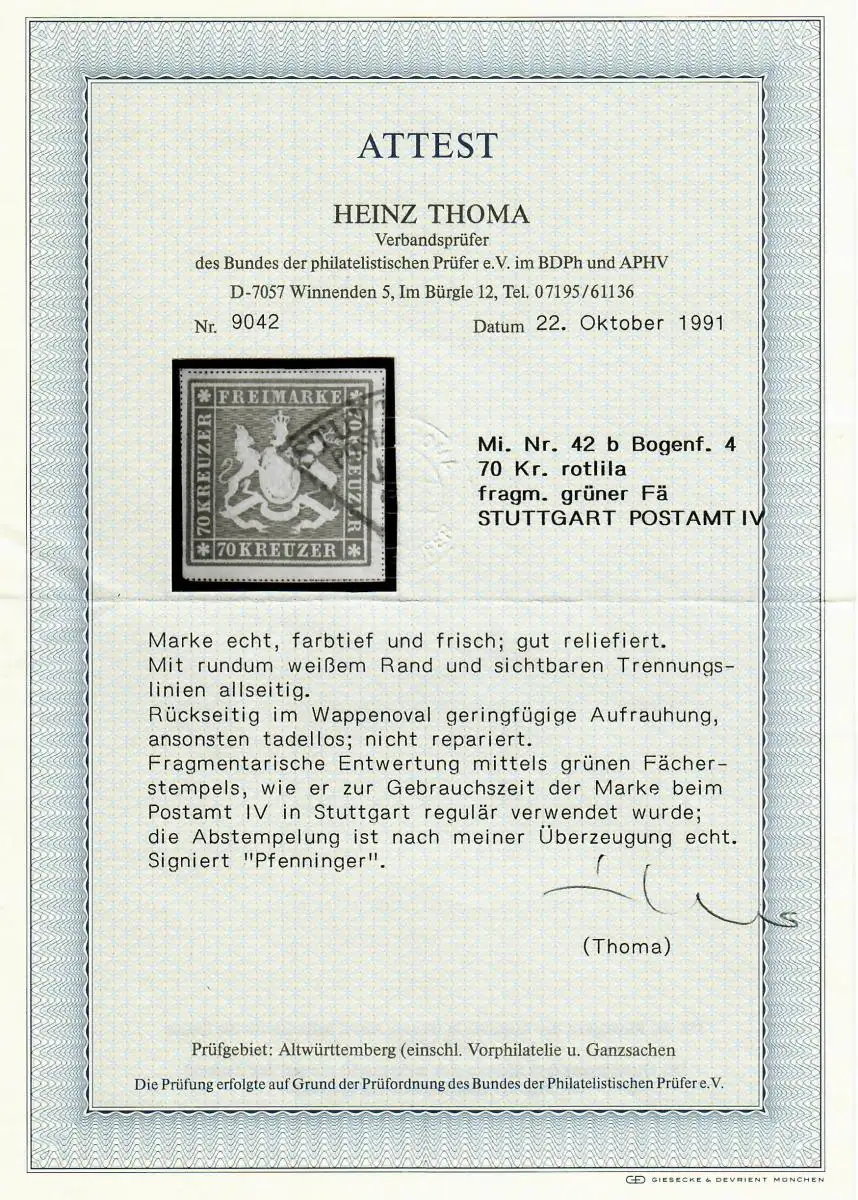 ATTEST
HEINZ THOMA
Verbandsprüfer
des Bundes der philatelistischen Prüfer e.V. im BDPh und APHV
D-7057 Winnenden 5, Im Bürgle 12, Tel. 07195/61136
Nr. 9042 Datum 22. Oktober 1991
FREIMARKE
70 KREUZER
70 KREUZER
70 KREUZER
Mi. Nr. 42 b Bogenf. 4
70 Kr. rotlila
fragm. grüner Fä
STUTTGART POSTAMT IV
Marke echt, farbtief und frisch; gut reliefiert.
Mit rundum weißem Rand und sichtbaren Trennungs-
linien allseitig.
Rückseitig im Wappenoval geringfügige Aufrauhung,
ansonsten tadellos; nicht repariert.
Fragmentarische Entwertung mittels grünen Fächer-
stempels, wie er zur Gebrauchszeit der Marke beim
Postamt IV in Stuttgart regulär verwendet wurde;
die Abstempelung ist nach meiner Überzeugung echt.
Signiert "Pfenninger".
(Thoma)
Prüfgebiet: Altwürttemberg (einschl. Vorphilatelie u. Ganzsachen
Die Prüfung erfolgte auf Grund der Prüfordnung des Bundes der Philatelistischen Prüfer e.V.
GIESECKE & DEVRIENT MÜNCHEN